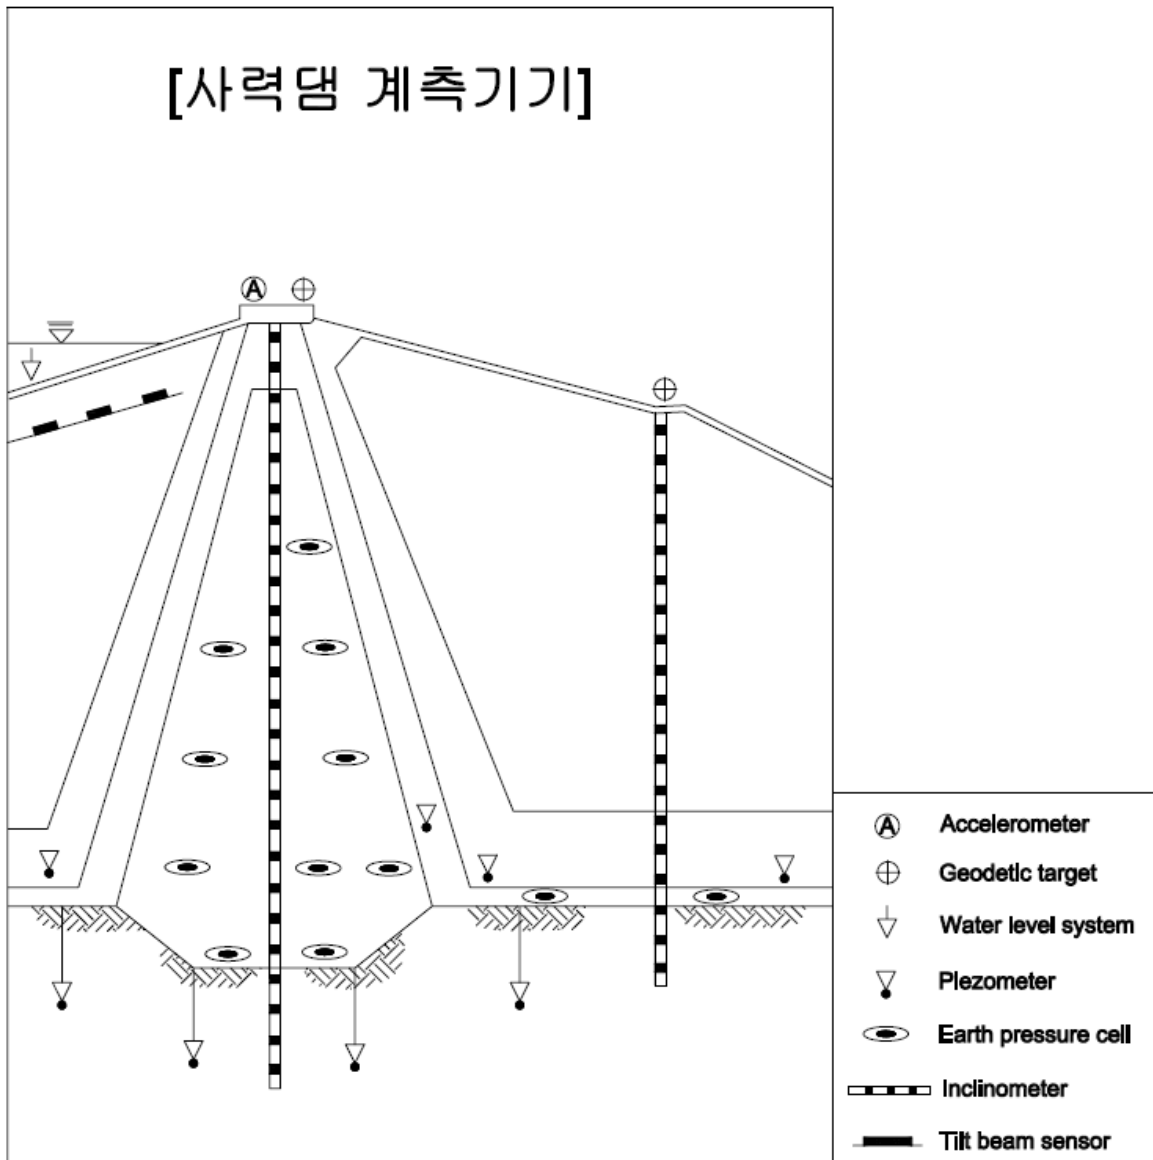 [사력댐 계측기기]
A
A Accelerometer
Geodetic target
Water level system
Piezometer
Earth pressure cell
Inclinometer
Tilt beam sensor